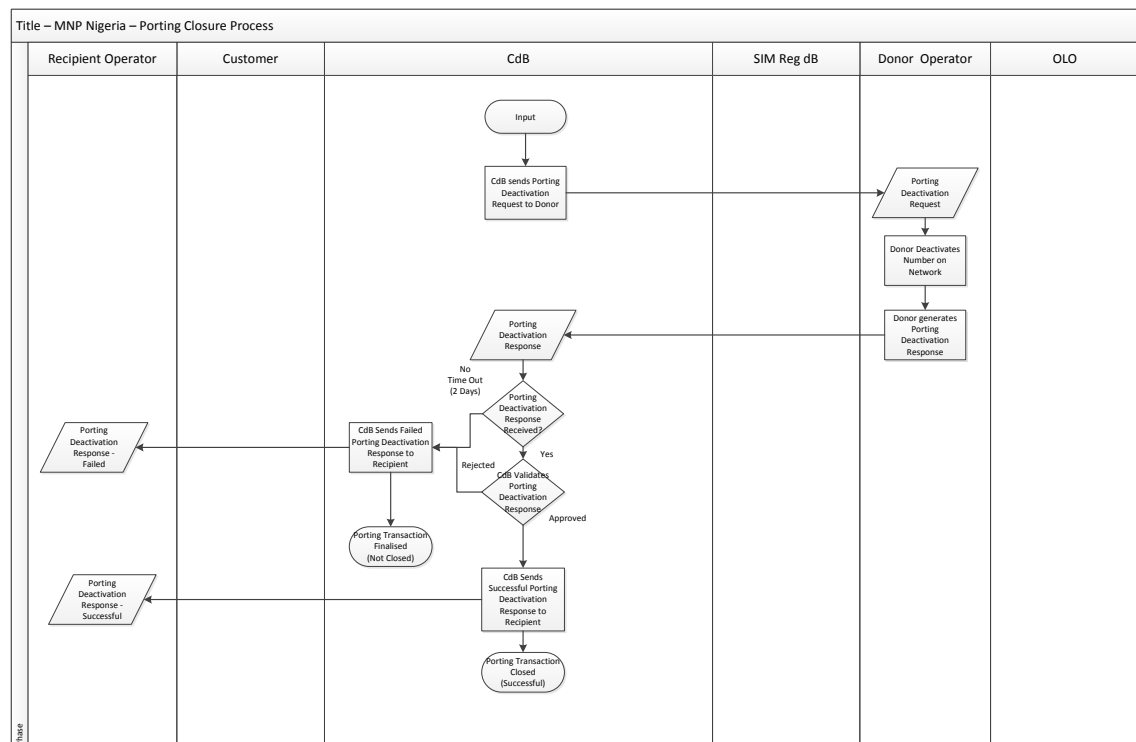 Title – MNP Nigeria – Porting Closure Process
Recipient Operator
Customer
CdB
SIM Reg dB
Donor Operator
OLO
Input
CdB sends Porting
Deactivation
Request to Donor
Porting
Deactivation
Request
Donor Deactivates
Number on
Network
Donor generates
Porting
Deactivation
Response
Porting
Deactivation
Response
No
Time Out
(2 Days)
Porting
Deactivation
Response
Received?
Yes
CdB Sends Failed
Porting Deactivation
Response to
Recipient
Porting
Deactivation
Response -
Failed
Rejected
CdB Validates
Porting
Deactivation
Response
Approved
Porting Transaction
Finalised
(Not Closed)
CdB Sends
Successful Porting
Deactivation
Response to
Recipient
Porting
Deactivation
Response -
Successful
Porting Transaction
Closed
(Successful)